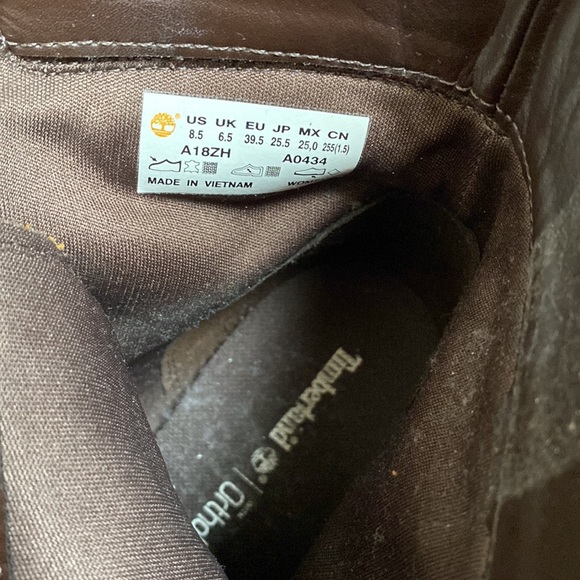 US UK EU JP MX CN
8.5 6.5 39.5 25.5 25,0 255(1.5)
A18ZH A0434
MADE IN VIETNAM
Timberland
Ortho